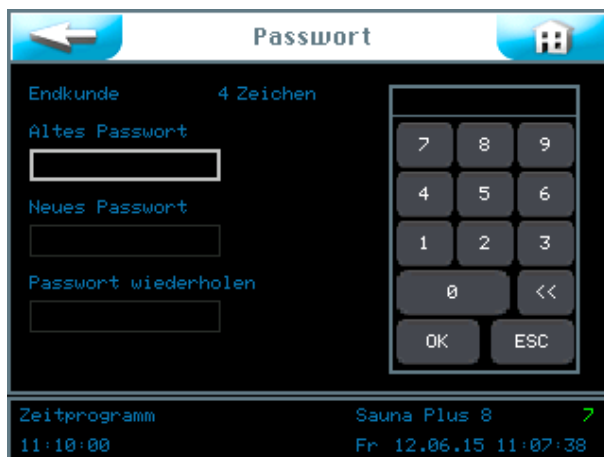 Passwort
Endkunde 4 Zeichen
Altes Passwort
Neues Passwort
Passwort wiederholen
7 8 9
4 5 6
1 2 3
0 <<
OK ESC
Zeitprogramm Sauna Plus 8 7
11:10:00 Fr 12.06.15 11:07:38